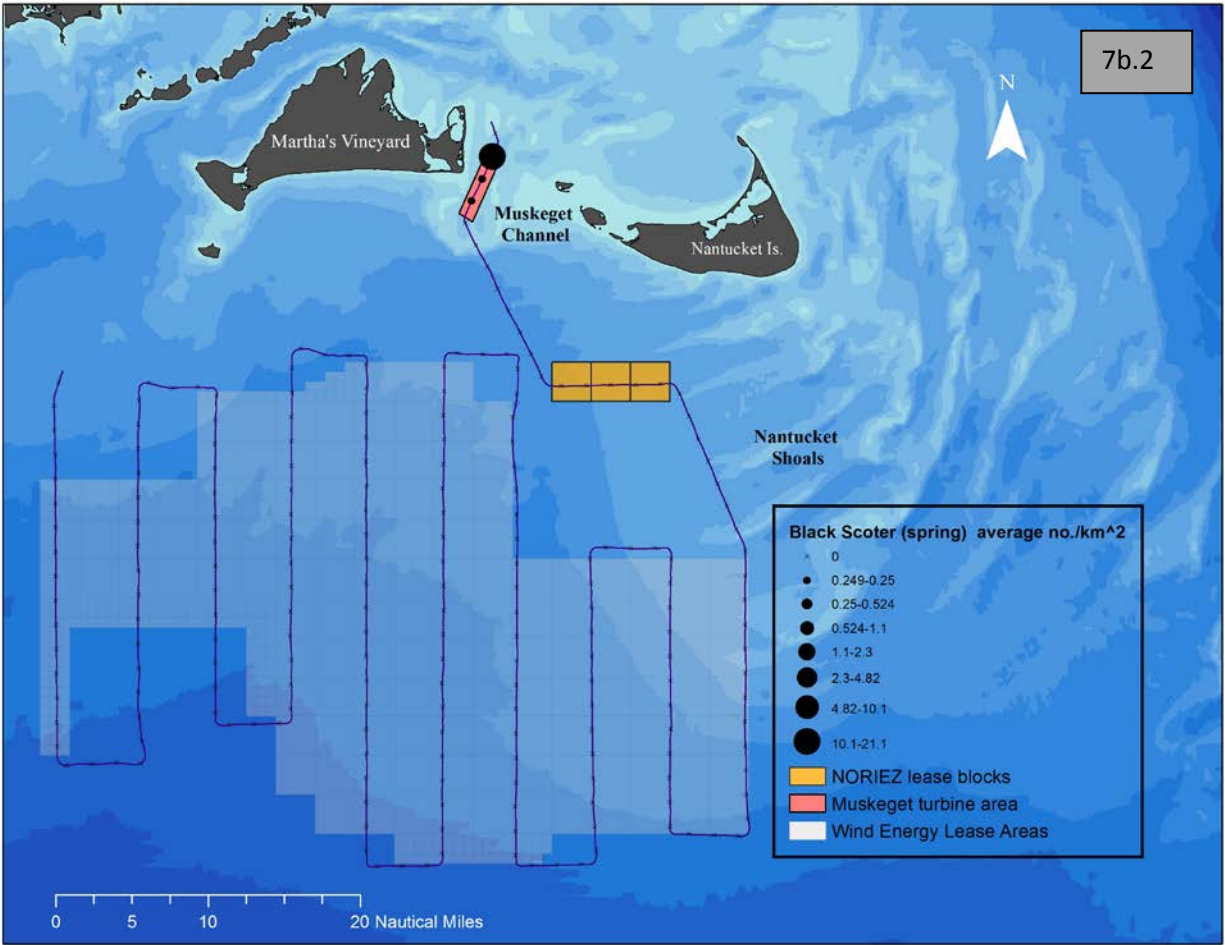 7b.2
N
Martha's Vineyard
Muskeget
Channel
Nantucket Is.
Nantucket
Shoals
Black Scoter (spring) average no./km^2
0
0.249-0.25
0.25-0.524
0.524-1.1
1.1-2.3
2.3-4.82
4.82-10.1
10.1-21.1
NORIEZ lease blocks
Muskeget turbine area
Wind Energy Lease Areas
0 5 10 20 Nautical Miles